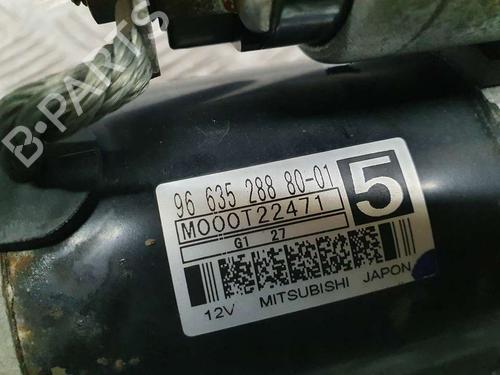 B-PARTS
96 635 288 80-01
5
M000T22471
G1 27
12V MITSUBISHI JAPON